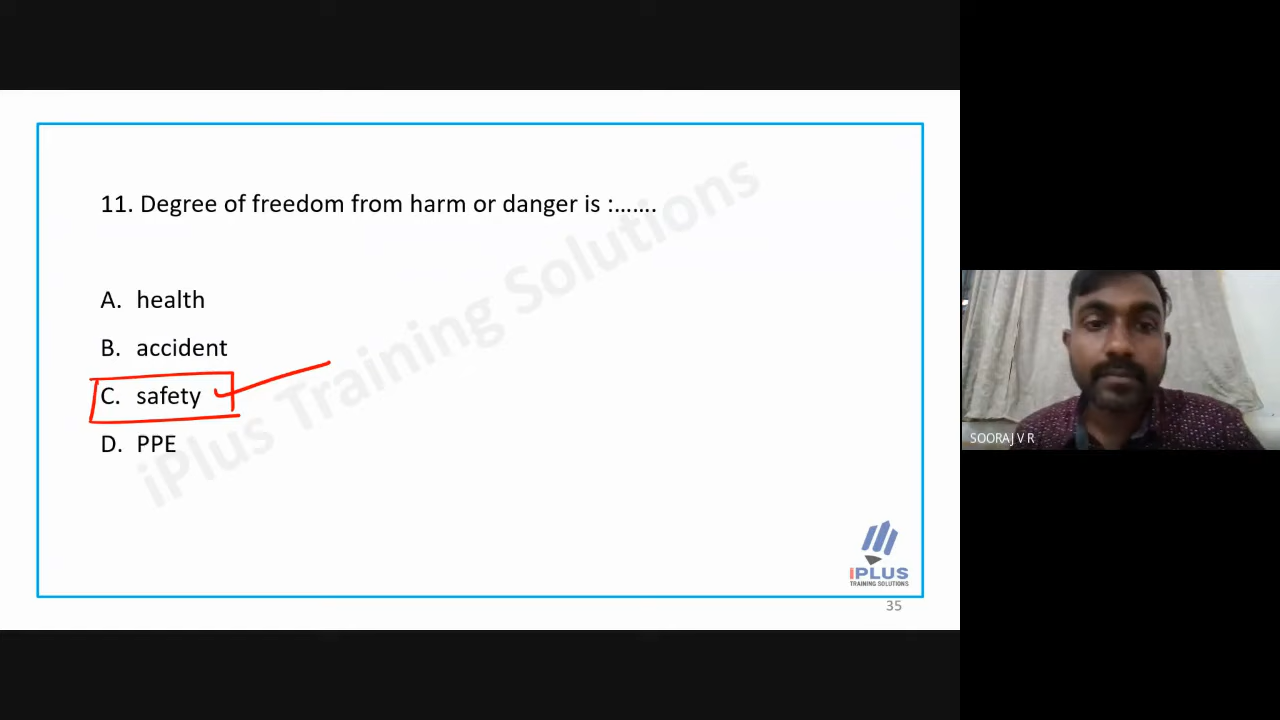 11. Degree of freedom from harm or danger is :.......
A. health
B. accident
C. safety
D. PPE
iPlus Training Solutions
IPLUS
TRAINING SOLUTIONS
35
SOORAJ V R